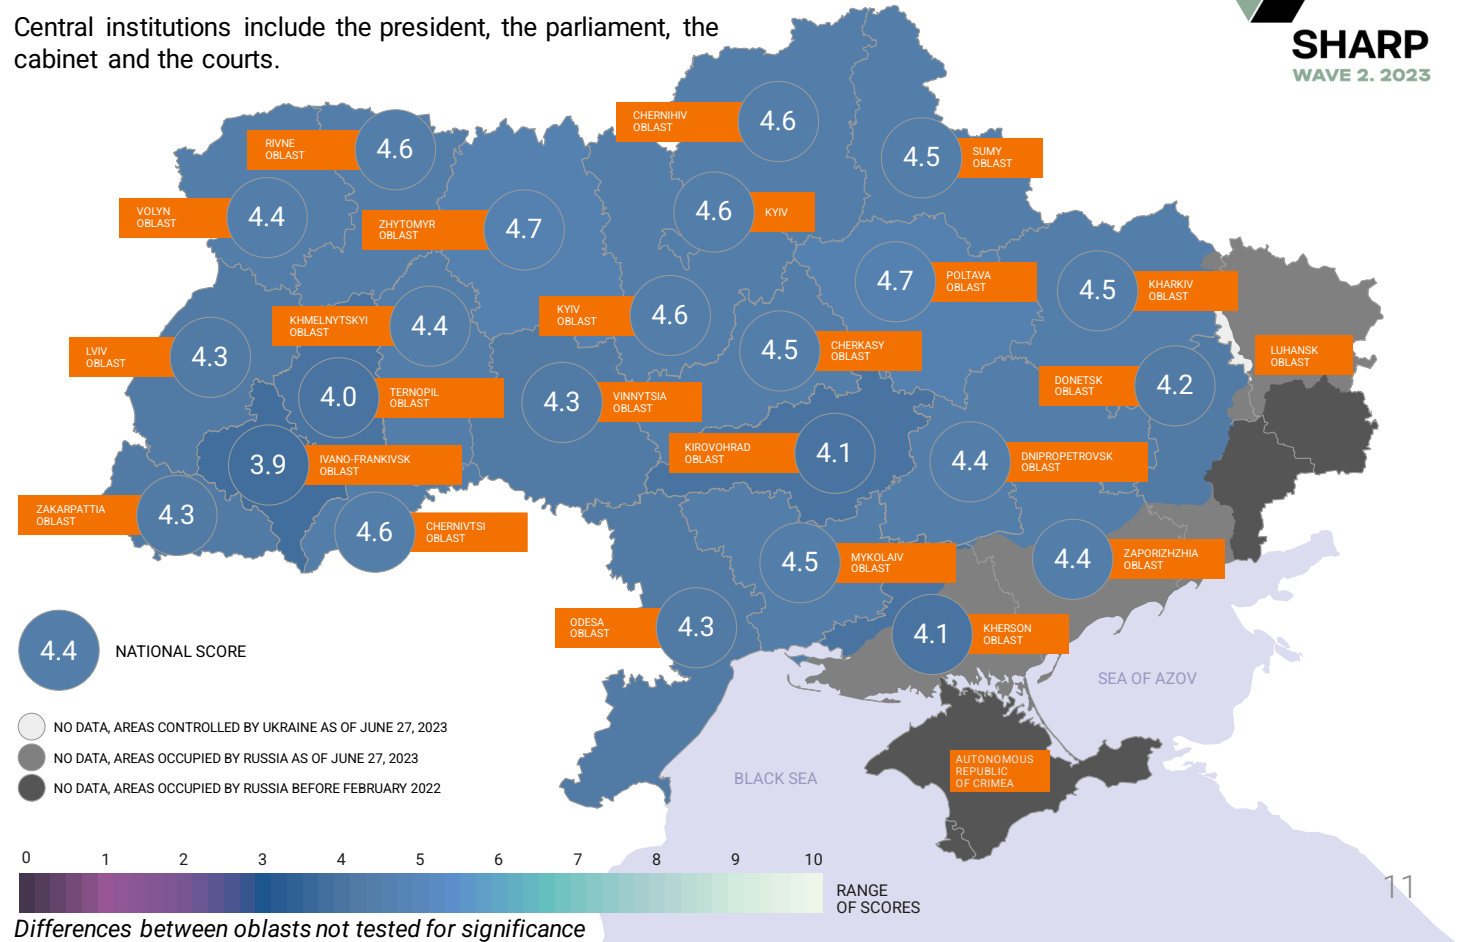 Central institutions include the president, the parliament, the
cabinet and the courts.
SHARP
WAVE 2. 2023
CHERNIHIV
OBLAST
4.6
RIVNE
OBLAST
4.6
4.5
SUMY
OBLAST
VOLYN
OBLAST
4.4
ZHYTOMYR
OBLAST
4.7
4.6
KYIV
4.7
POLTAVA
OBLAST
4.5
KHARKIV
OBLAST
KHMELNYTSKYI
OBLAST
4.4
KYIV
OBLAST
4.6
LVIV
OBLAST
4.3
4.5
CHERKASY
OBLAST
LUHANSK
OBLAST
4.0
TERNOPIL
OBLAST
4.3
VINNYTSIA
OBLAST
DONETSK
OBLAST
4.2
3.9
IVANO-FRANKIVSK
OBLAST
KIROVOHRAD
OBLAST
4.1
4.4
DNIPROPETROVSK
OBLAST
ZAKARPATTIA
OBLAST
4.3
4.6
CHERNIVTSI
OBLAST
4.5
MYKOLAIV
OBLAST
4.4
ZAPORIZHZHIA
OBLAST
ODESA
OBLAST
4.3
4.1
KHERSON
OBLAST
4.4
NATIONAL SCORE
SEA OF AZOV
NO DATA, AREAS CONTROLLED BY UKRAINE AS OF JUNE 27, 2023
NO DATA, AREAS OCCUPIED BY RUSSIA AS OF JUNE 27, 2023
NO DATA, AREAS OCCUPIED BY RUSSIA BEFORE FEBRUARY 2022
BLACK SEA
AUTONOMOUS
REPUBLIC
OF CRIMEA
0 1 2 3 4 5 6 7 8 9 10
RANGE
OF SCORES
11
Differences between oblasts not tested for significance